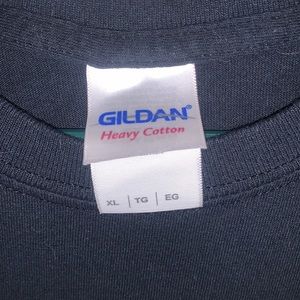 GILDAN®
Heavy Cotton
XL | TG | EG